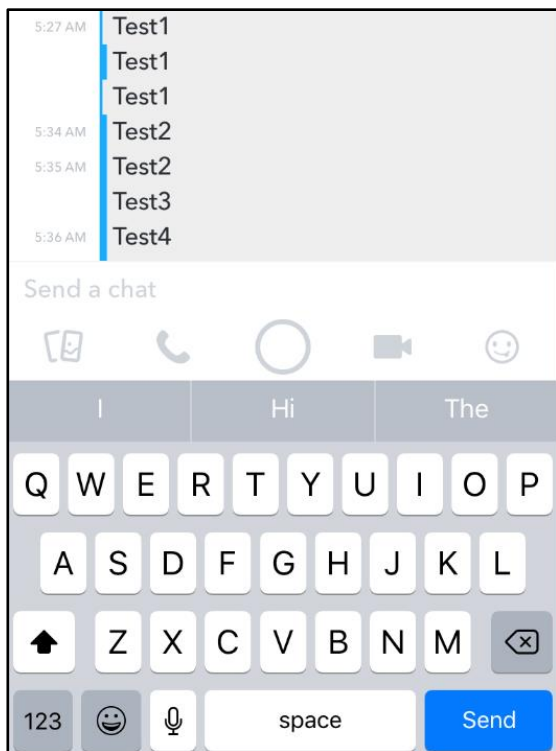 5:27 AM Test1
Test1
Test1
5:34 AM Test2
5:35 AM Test2
Test3
5:36 AM Test4
Send a chat
I Hi The
Q W E R T Y U I O P
A S D F G H J K L
Z X C V B N M
123 space Send